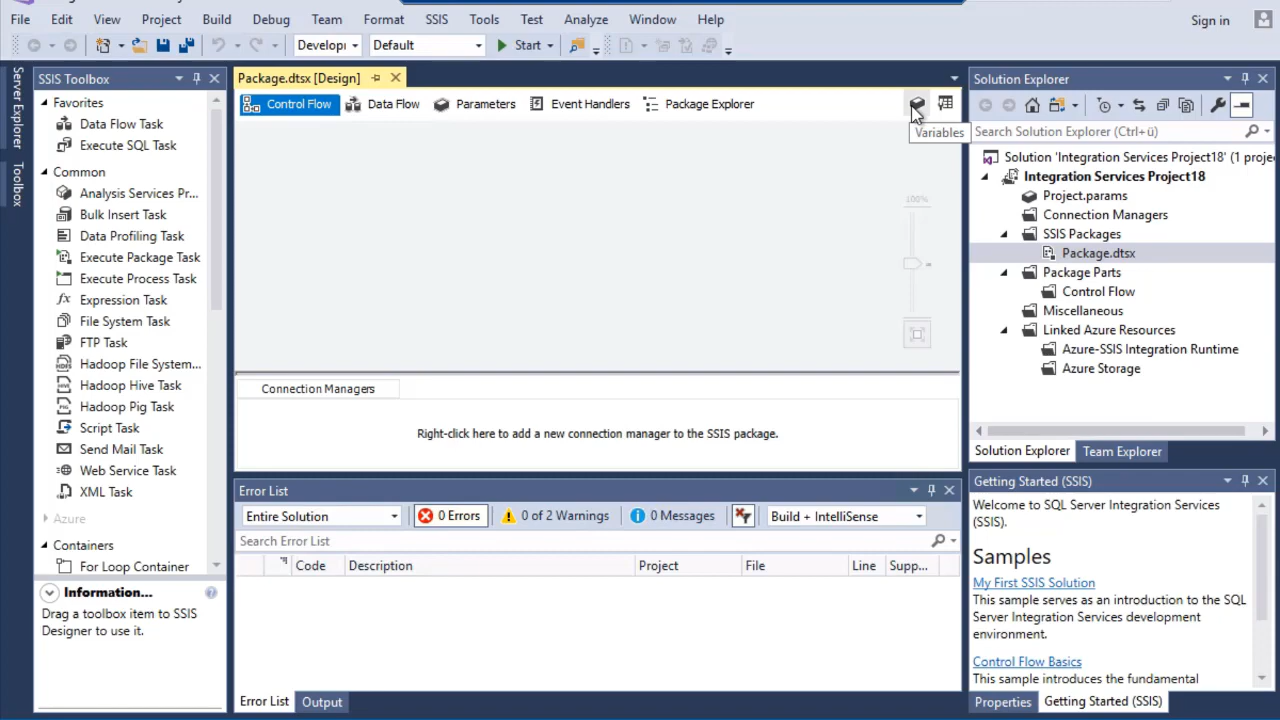 File Edit View Project Build Debug Team Format SSIS Tools Test Analyze Window Help Sign in
Developi Default Start
Server Explorer
Toolbox
SSIS Toolbox
Favorites
Data Flow Task
Execute SQL Task
Common
Analysis Services Pr...
Bulk Insert Task
Data Profiling Task
Execute Package Task
Execute Process Task
Expression Task
File System Task
FTP Task
Hadoop File System...
Hadoop Hive Task
Hadoop Pig Task
Script Task
Send Mail Task
Web Service Task
XML Task
Azure
Containers
For Loop Container
Information...
Drag a toolbox item to SSIS
Designer to use it.
Package.dtsx [Design]
Control Flow Data Flow Parameters Event Handlers Package Explorer
Variables
100%
Connection Managers
Right-click here to add a new connection manager to the SSIS package.
Error List
Entire Solution 0 Errors 0 of 2 Warnings 0 Messages Build + IntelliSense
Search Error List
Code Description Project File Line Supp...
Error List Output
Solution Explorer
Search Solution Explorer (Ctrl+ü)
Solution 'Integration Services Project18' (1 projec
Integration Services Project18
Project.params
Connection Managers
SSIS Packages
Package.dtsx
Package Parts
Control Flow
Miscellaneous
Linked Azure Resources
Azure-SSIS Integration Runtime
Azure Storage
Solution Explorer Team Explorer
Getting Started (SSIS)
Welcome to SQL Server Integration Services
(SSIS).
Samples
My First SSIS Solution
This sample serves as an introduction to the SQL
Server Integration Services development
environment.
Control Flow Basics
This sample introduces the fundamental
Properties Getting Started (SSIS)